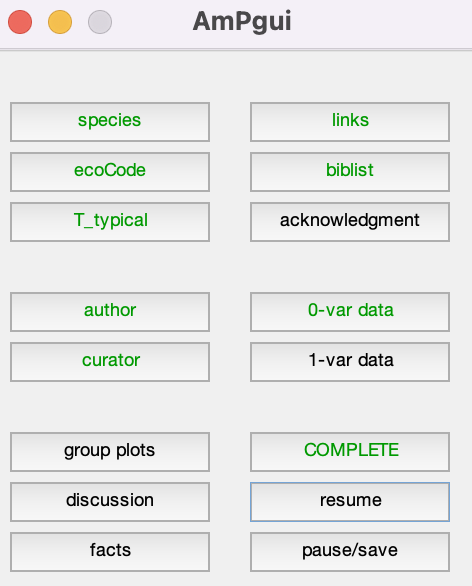 AmPgui
species links
ecoCode biblist
T_typical acknowledgment
author 0-var data
curator 1-var data
group plots COMPLETE
discussion resume
facts pause/save